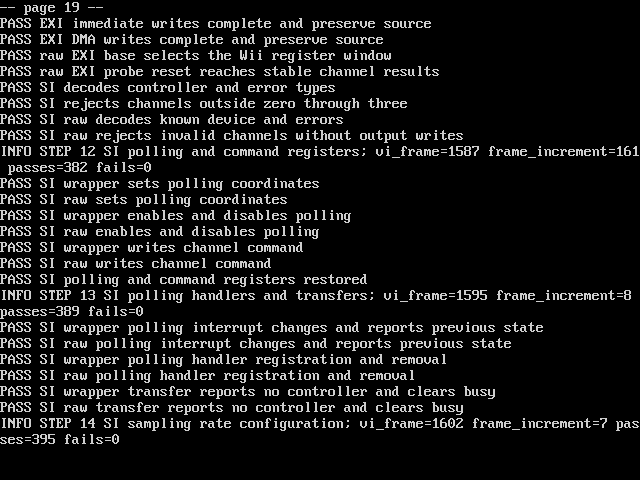 -- page 19 --
PASS EXI immediate writes complete and preserve source
PASS EXI DMA writes complete and preserve source
PASS raw EXI base selects the Wii register window
PASS raw EXI probe reset reaches stable channel results
PASS SI decodes controller and error types
PASS SI rejects channels outside zero through three
PASS SI raw decodes known device and errors
PASS SI raw rejects invalid channels without output writes
INFO STEP 12 SI polling and command registers; vi_frame=1587 frame_increment=161
 passes=382 fails=0
PASS SI wrapper sets polling coordinates
PASS SI raw sets polling coordinates
PASS SI wrapper enables and disables polling
PASS SI raw enables and disables polling
PASS SI wrapper writes channel command
PASS SI raw writes channel command
PASS SI polling and command registers restored
INFO STEP 13 SI polling handlers and transfers; vi_frame=1595 frame_increment=8
passes=389 fails=0
PASS SI wrapper polling interrupt changes and reports previous state
PASS SI raw polling interrupt changes and reports previous state
PASS SI wrapper polling handler registration and removal
PASS SI raw polling handler registration and removal
PASS SI wrapper transfer reports no controller and clears busy
PASS SI raw transfer reports no controller and clears busy
INFO STEP 14 SI sampling rate configuration; vi_frame=1602 frame_increment=7 pas
ses=395 fails=0